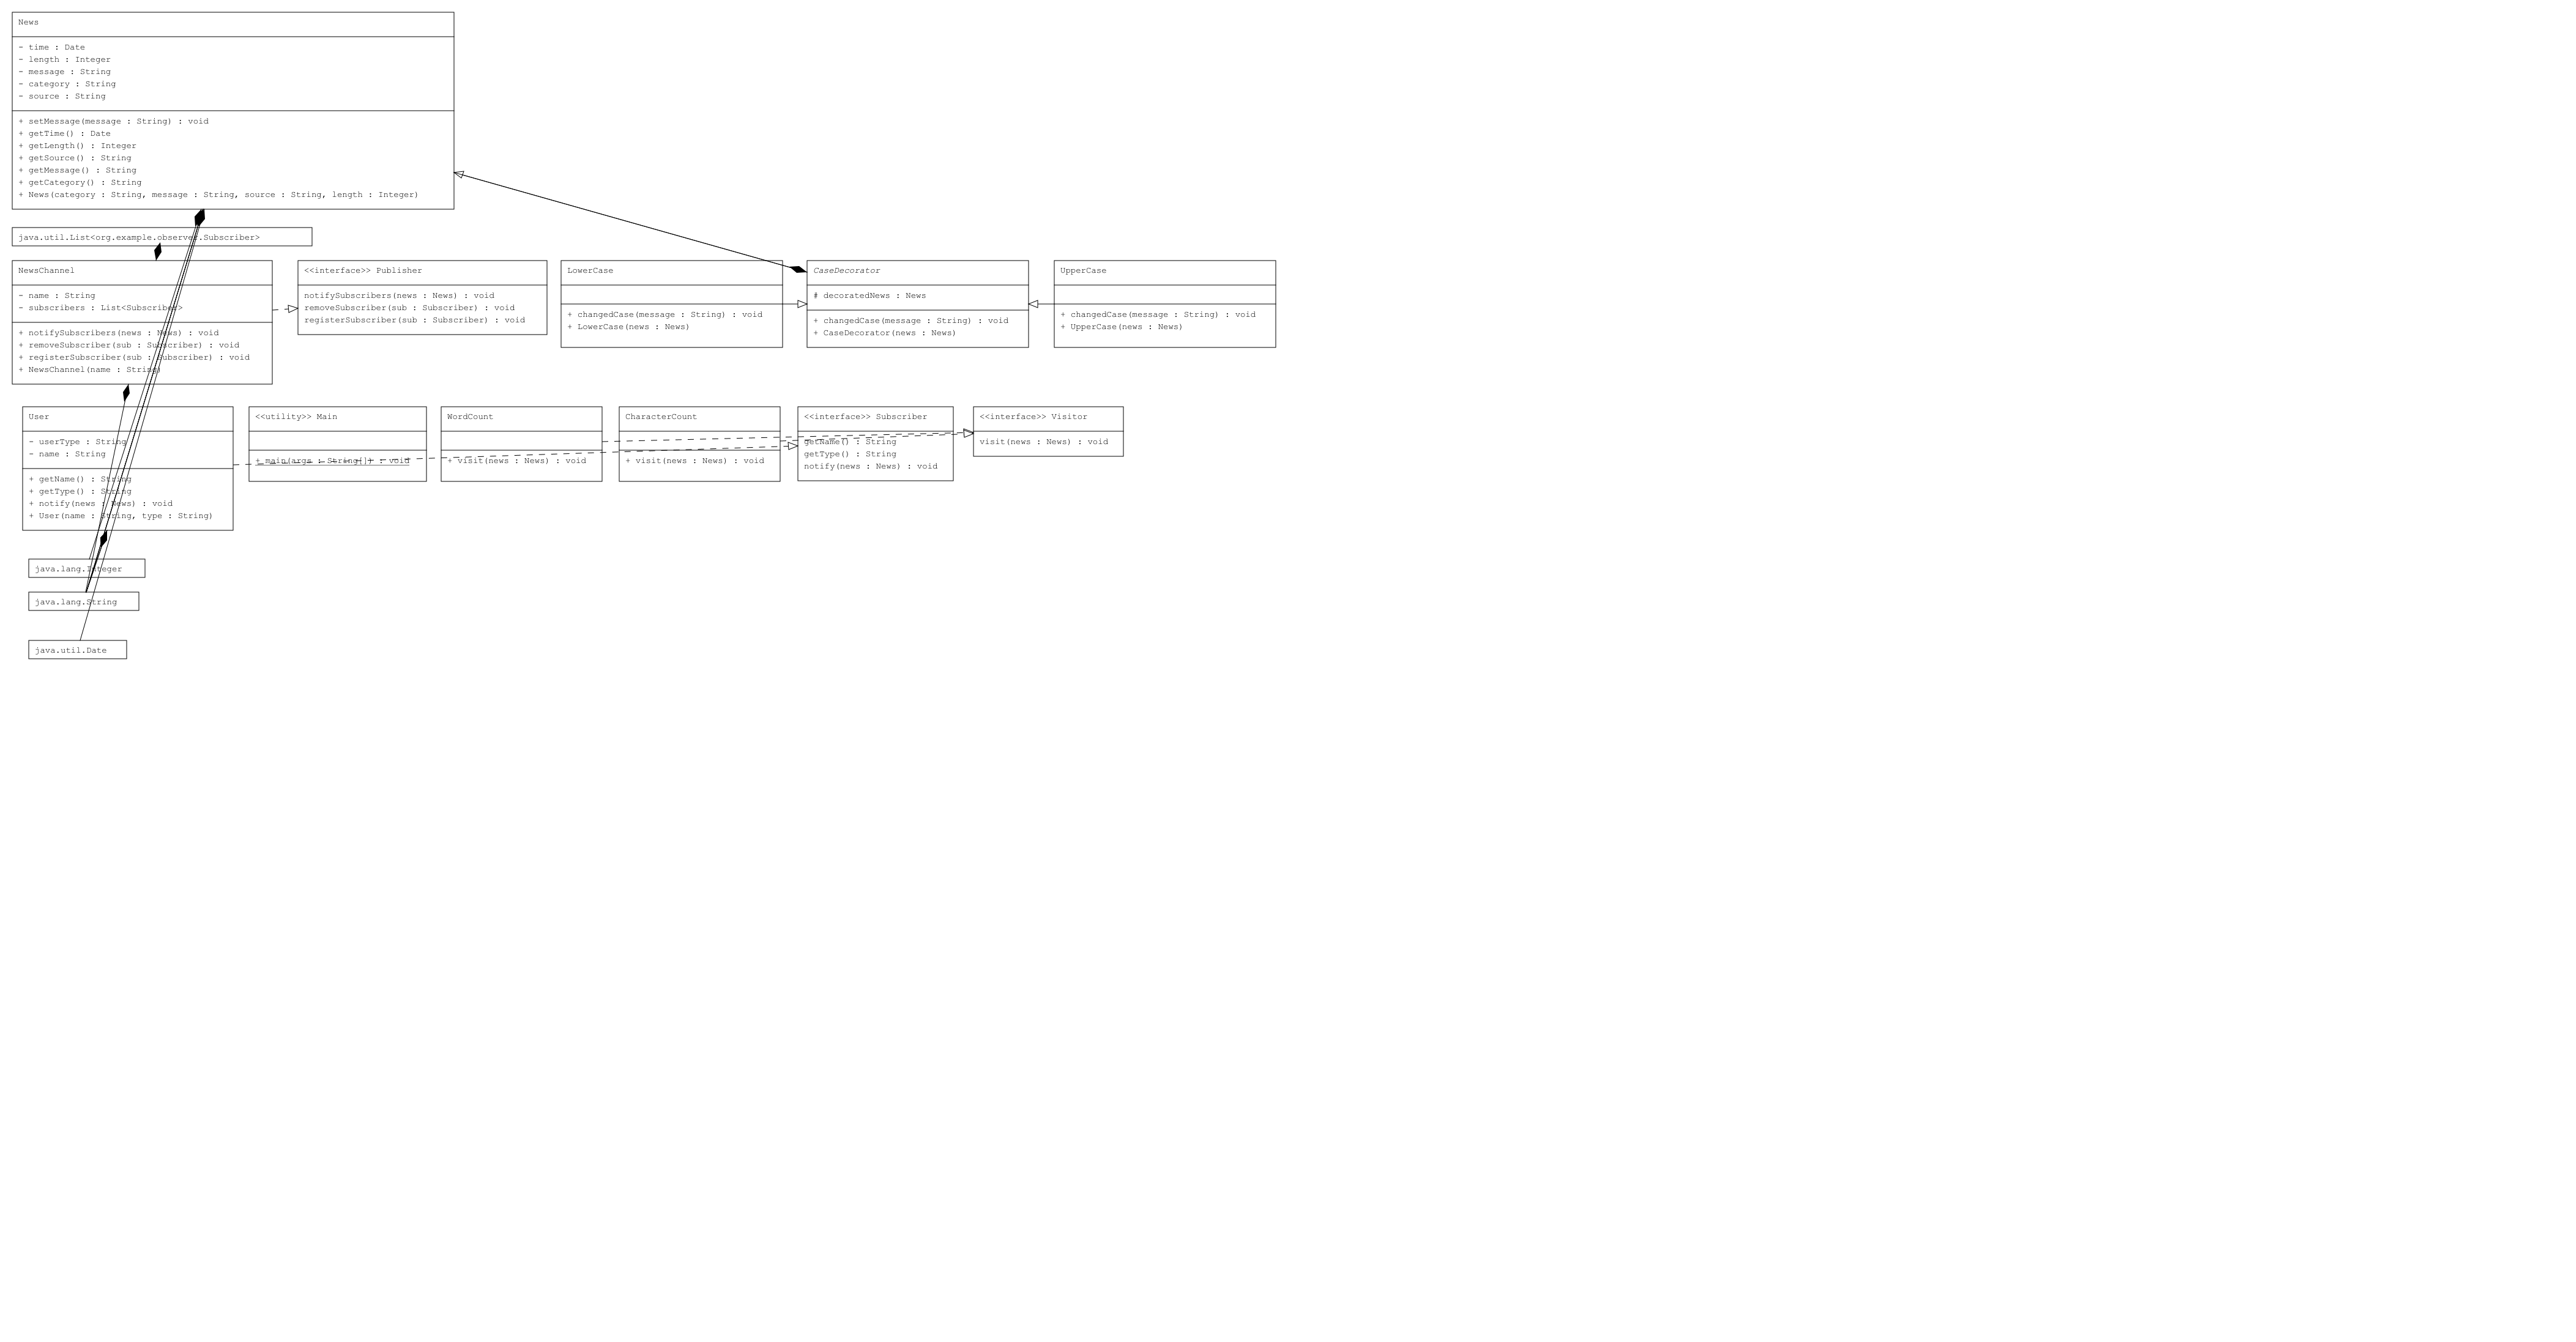 News
- time : Date
- length : Integer
- message : String
- category : String
- source : String
+ setMessage(message : String) : void
+ getTime() : Date
+ getLength() : Integer
+ getSource() : String
+ getMessage() : String
+ getCategory() : String
+ News(category : String, message : String, source : String, length : Integer)
java.util.List<org.example.observer.Subscriber>
NewsChannel
- name : String
- subscribers : List<Subscriber>
+ notifySubscribers(news : News) : void
+ removeSubscriber(sub : Subscriber) : void
+ registerSubscriber(sub : Subscriber) : void
+ NewsChannel(name : String)
<<interface>> Publisher
notifySubscribers(news : News) : void
removeSubscriber(sub : Subscriber) : void
registerSubscriber(sub : Subscriber) : void
LowerCase
+ changedCase(message : String) : void
+ LowerCase(news : News)
CaseDecorator
# decoratedNews : News
+ changedCase(message : String) : void
+ CaseDecorator(news : News)
UpperCase
+ changedCase(message : String) : void
+ UpperCase(news : News)
User
- userType : String
- name : String
+ getName() : String
+ getType() : String
+ notify(news : News) : void
+ User(name : String, type : String)
<<utility>> Main
+ main(args : String[]) : void
WordCount
+ visit(news : News) : void
CharacterCount
+ visit(news : News) : void
<<interface>> Subscriber
getName() : String
getType() : String
notify(news : News) : void
<<interface>> Visitor
visit(news : News) : void
java.lang.Integer
java.lang.String
java.util.Date